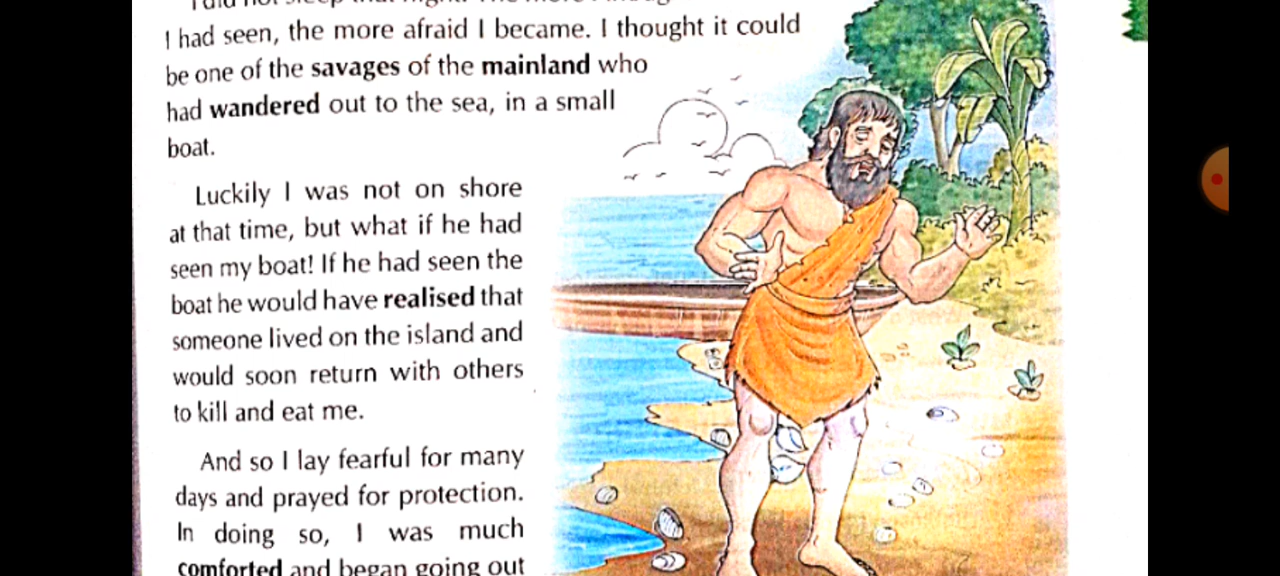 I had seen, the more afraid I became. I thought it could
be one of the savages of the mainland who
had wandered out to the sea, in a small
boat.
Luckily I was not on shore
at that time, but what if he had
seen my boat! If he had seen the
boat he would have realised that
someone lived on the island and
would soon return with others
to kill and eat me.
And so I lay fearful for many
days and prayed for protection.
In doing so, I was much
comforted and began going out